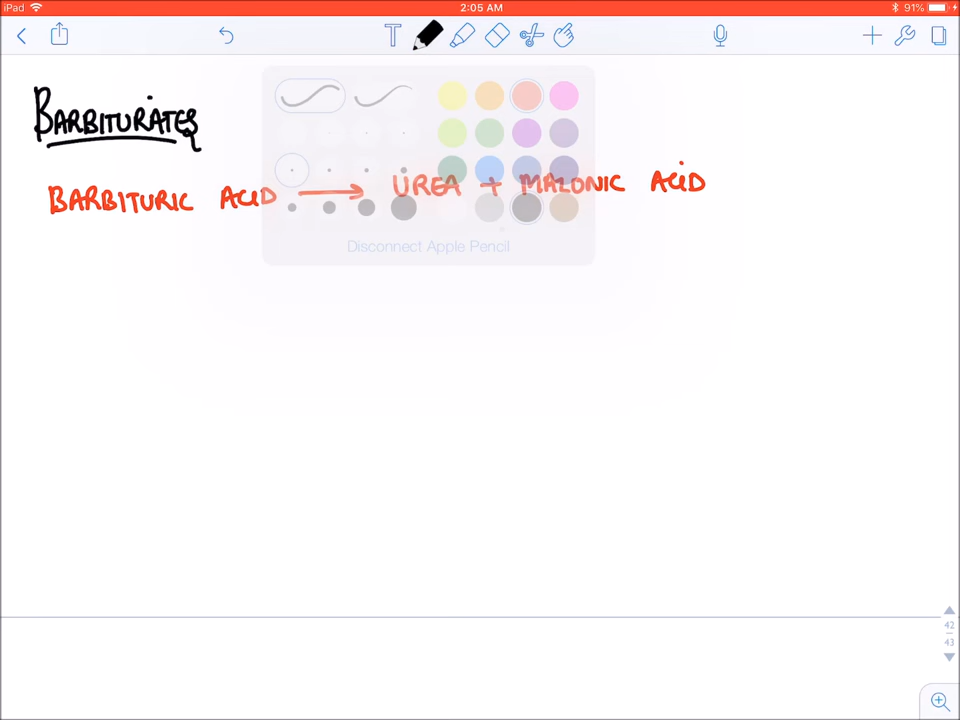 iPad 2:05 AM 91%
T
BARBITURATES
BARBITURIC ACID → UREA + MALONIC ACID
Disconnect Apple Pencil
42
43